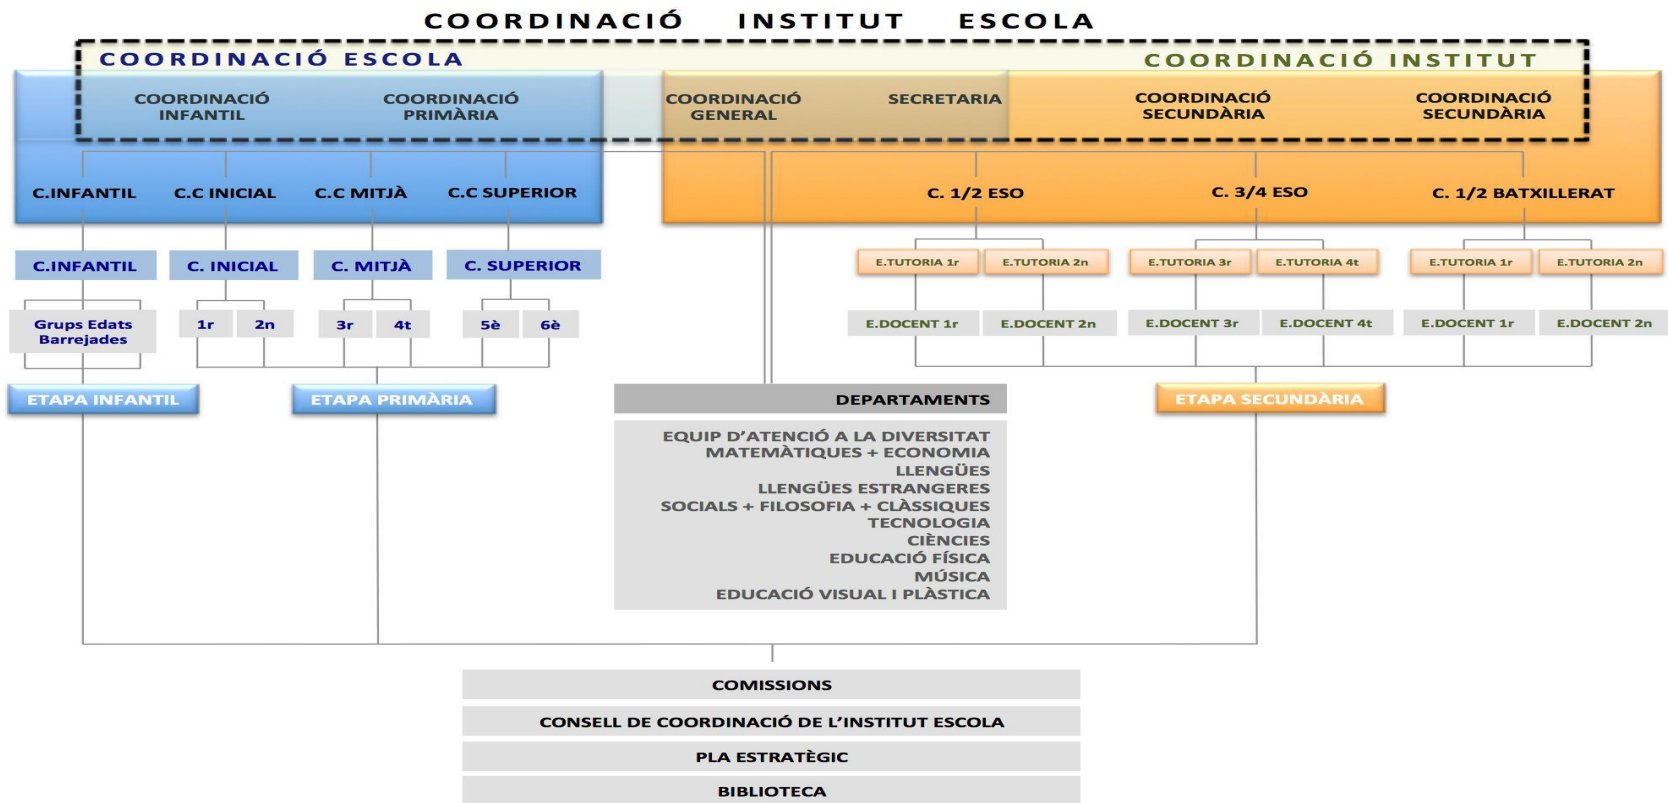 COORDINACIÓ INSTITUT ESCOLA
COORDINACIÓ ESCOLA
COORDINACIÓ INSTITUT
COORDINACIÓ
INFANTIL
COORDINACIÓ
PRIMÀRIA
COORDINACIÓ
GENERAL
SECRETARIA
COORDINACIÓ
SECUNDÀRIA
COORDINACIÓ
SECUNDÀRIA
C.INFANTIL
C.C INICIAL
C.C MITJÀ
C.C SUPERIOR
C. 1/2 ESO
C. 3/4 ESO
C. 1/2 BATXILLERAT
C.INFANTIL
C. INICIAL
C. MITJÀ
C. SUPERIOR
E.TUTORIA 1r
E.TUTORIA 2n
E.TUTORIA 3r
E.TUTORIA 4t
E.TUTORIA 1r
E.TUTORIA 2n
Grups Edats
Barrejades
1r
2n
3r
4t
5è
6è
E.DOCENT 1r
E.DOCENT 2n
E.DOCENT 3r
E.DOCENT 4t
E.DOCENT 1r
E.DOCENT 2n
ETAPA INFANTIL
ETAPA PRIMÀRIA
DEPARTAMENTS
ETAPA SECUNDÀRIA
EQUIP D’ATENCIÓ A LA DIVERSITAT
MATEMÀTIQUES + ECONOMIA
LLENGÜES
LLENGÜES ESTRANGERES
SOCIALS + FILOSOFIA + CLÀSSIQUES
TECNOLOGIA
CIÈNCIES
EDUCACIÓ FÍSICA
MÚSICA
EDUCACIÓ VISUAL I PLÀSTICA
COMISSIONS
CONSELL DE COORDINACIÓ DE L’INSTITUT ESCOLA
PLA ESTRATÈGIC
BIBLIOTECA